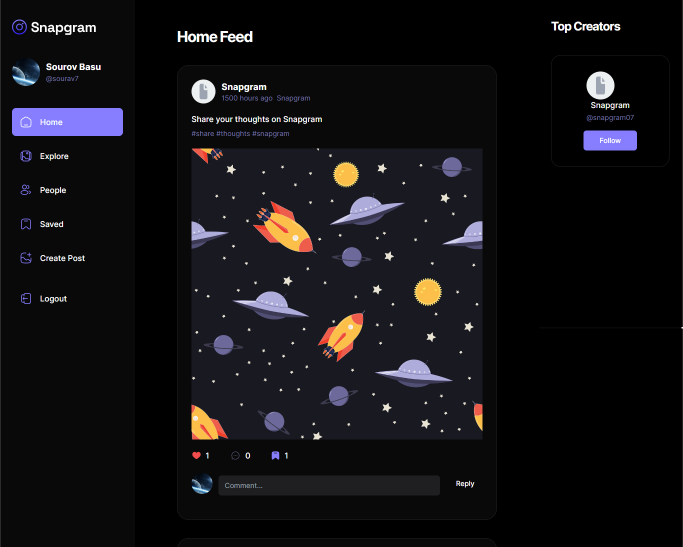 Snapgram
Sourov Basu
@sourav7
Home
Explore
People
Saved
Create Post
Logout
Home Feed
Snapgram
1500 hours ago Snapgram
Share your thoughts on Snapgram
#share #thoughts #snapgram
1 0 1
Comment...
Reply
Top Creators
Snapgram
@snapgram07
Follow